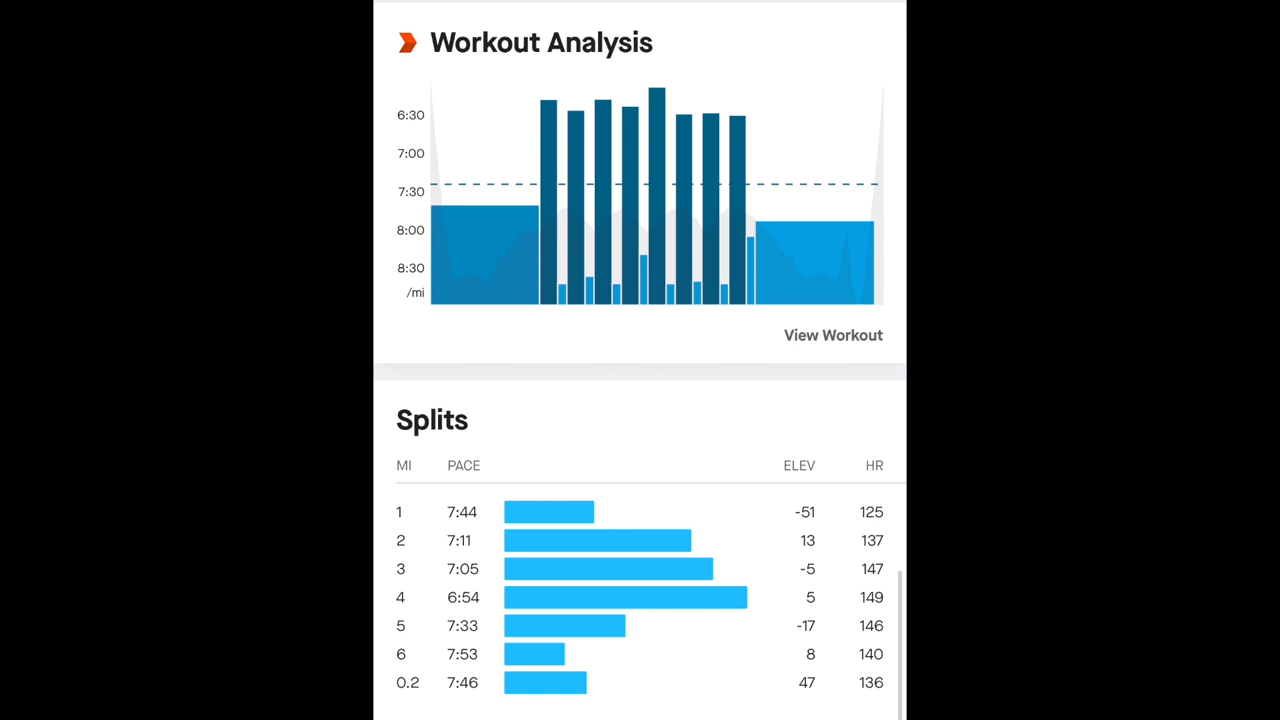 Workout Analysis
6:30
7:00
7:30
8:00
8:30
/mi
View Workout
Splits
MI PACE ELEV HR
1 7:44 -51 125
2 7:11 13 137
3 7:05 -5 147
4 6:54 5 149
5 7:33 -17 146
6 7:53 8 140
0.2 7:46 47 136